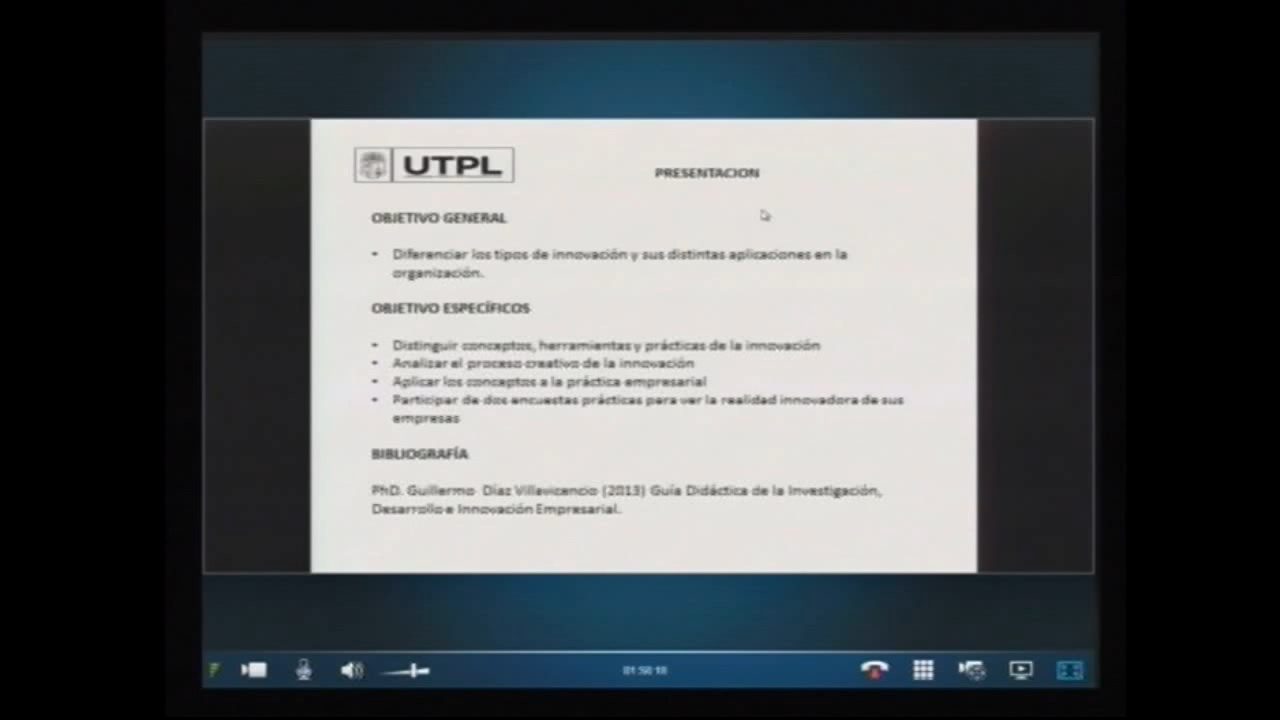 UTPL
PRESENTACION
OBJETIVO GENERAL
• Diferenciar los tipos de innovación y sus distintas aplicaciones en la
organización.
OBJETIVO ESPECÍFICOS
• Distinguir conceptos, herramientas y prácticas de la innovación
• Analizar el proceso creativo de la innovación
• Aplicar los conceptos a la práctica empresarial
• Participar de dos encuestas prácticas para ver la realidad innovadora de sus
empresas
BIBLIOGRAFÍA
PhD. Guillermo Díaz Villavicencio (2013) Guía Didáctica de la Investigación,
Desarrollo e Innovación Empresarial.